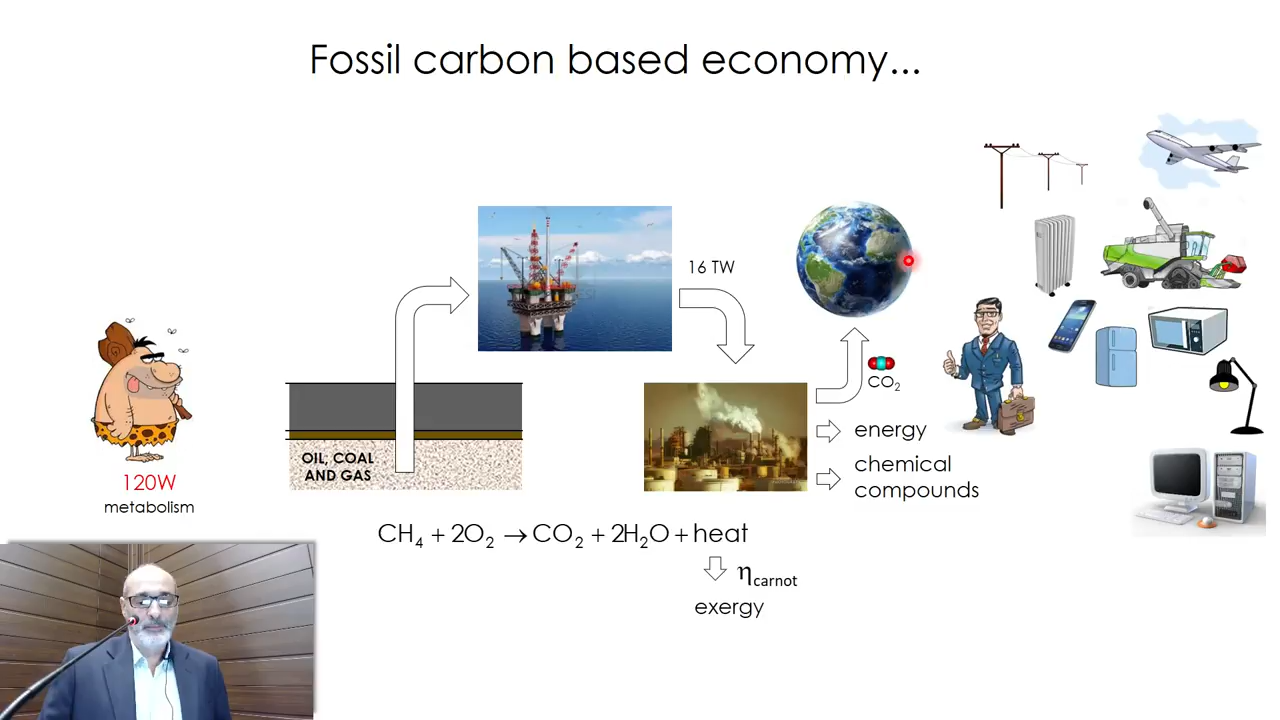 Fossil carbon based economy...
16 TW
CO₂
energy
chemical
compounds
OIL, COAL
AND GAS
120W
metabolism
CH₄ + 2O₂ → CO₂ + 2H₂O + heat
ηcarnot
exergy